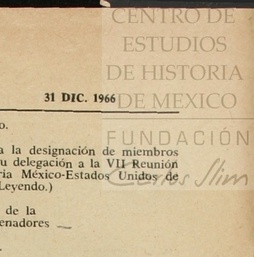 CENTRO DE
ESTUDIOS
DE HISTORIA
DE MEXICO
FUNDACIÓN
Carlos Slim
31 DIC. 1966
o.
a la designación de miembros
u delegación a la VII Reunión
ria México-Estados Unidos de
Leyendo.)
de la
enadores